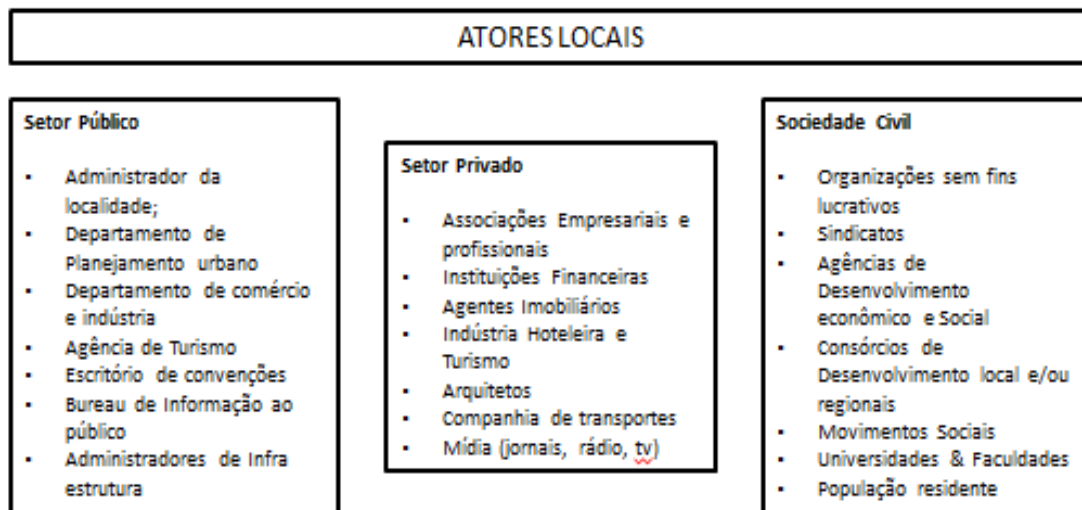 ATORES LOCAIS
Setor Público
▪ Administrador da
localidade;
▪ Departamento de
Planejamento urbano
▪ Departamento de comércio
e indústria
▪ Agência de Turismo
▪ Escritório de convenções
▪ Bureau de Informação ao
público
▪ Administradores de Infra
estrutura
Setor Privado
▪ Associações Empresariais e
profissionais
▪ Instituições Financeiras
▪ Agentes Imobiliários
▪ Indústria Hoteleira e
Turismo
▪ Arquitetos
▪ Companhia de transportes
▪ Mídia (jornais, rádio, tv)
Sociedade Civil
▪ Organizações sem fins
lucrativos
▪ Sindicatos
▪ Agências de
Desenvolvimento
econômico e Social
▪ Consórcios de
Desenvolvimento local e/ou
regionais
▪ Movimentos Sociais
▪ Universidades & Faculdades
▪ População residente